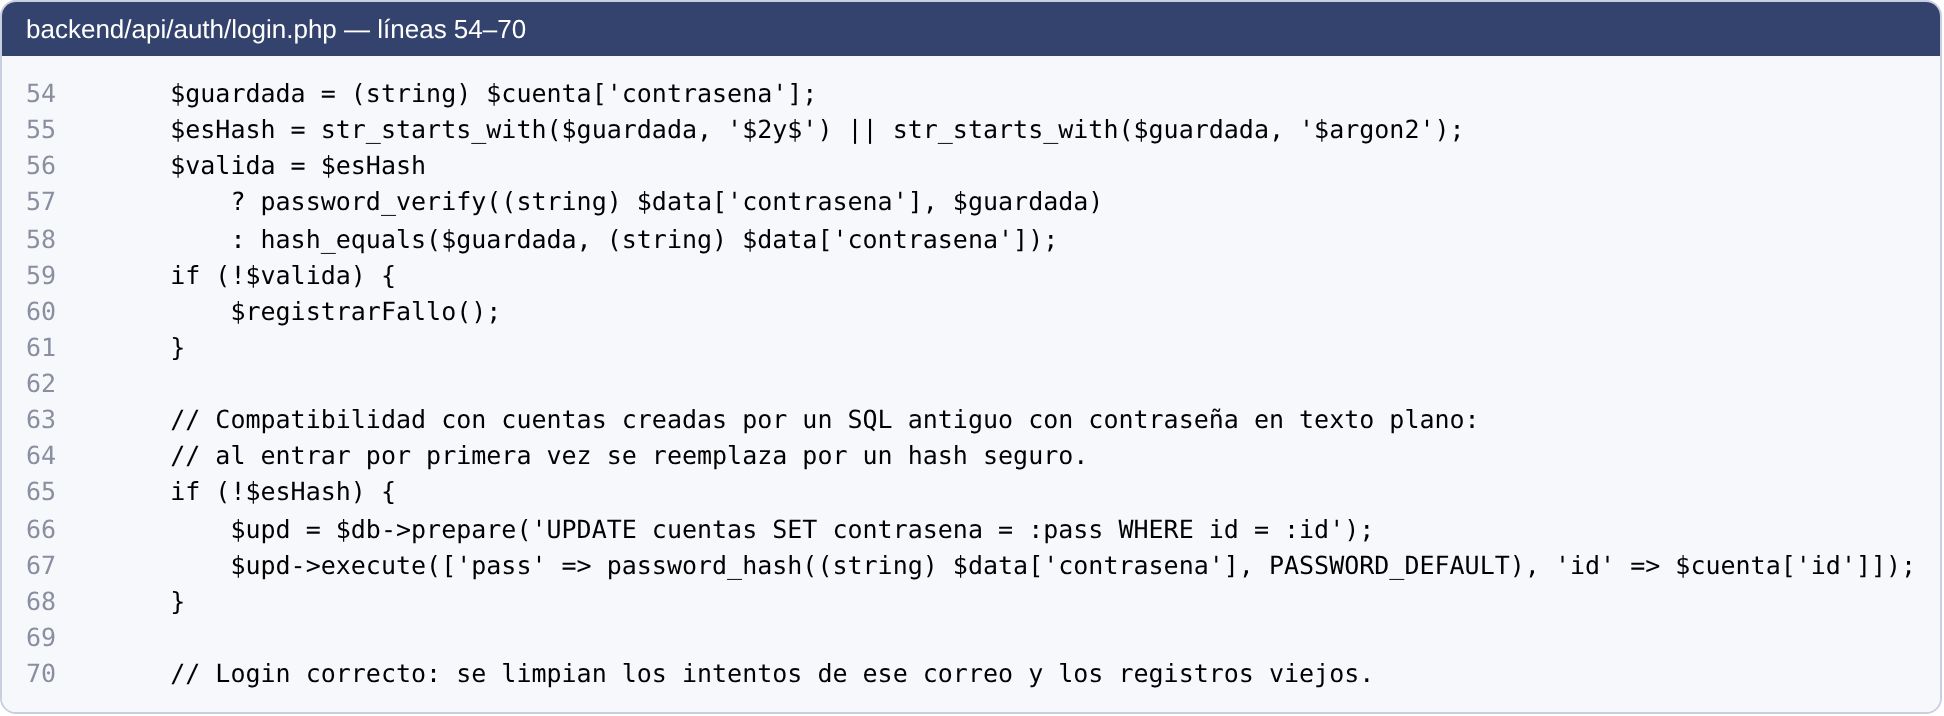 backend/api/auth/login.php — líneas 54–70
54 $guardada = (string) $cuenta['contrasena'];
55 $esHash = str_starts_with($guardada, '$2y$') || str_starts_with($guardada, '$argon2');
56 $valida = $esHash
57 ? password_verify((string) $data['contrasena'], $guardada)
58 : hash_equals($guardada, (string) $data['contrasena']);
59 if (!$valida) {
60 $registrarFallo();
61 }
62
63 // Compatibilidad con cuentas creadas por un SQL antiguo con contraseña en texto plano:
64 // al entrar por primera vez se reemplaza por un hash seguro.
65 if (!$esHash) {
66 $upd = $db->prepare('UPDATE cuentas SET contrasena = :pass WHERE id = :id');
67 $upd->execute(['pass' => password_hash((string) $data['contrasena'], PASSWORD_DEFAULT), 'id' => $cuenta['id']]);
68 }
69
70 // Login correcto: se limpian los intentos de ese correo y los registros viejos.